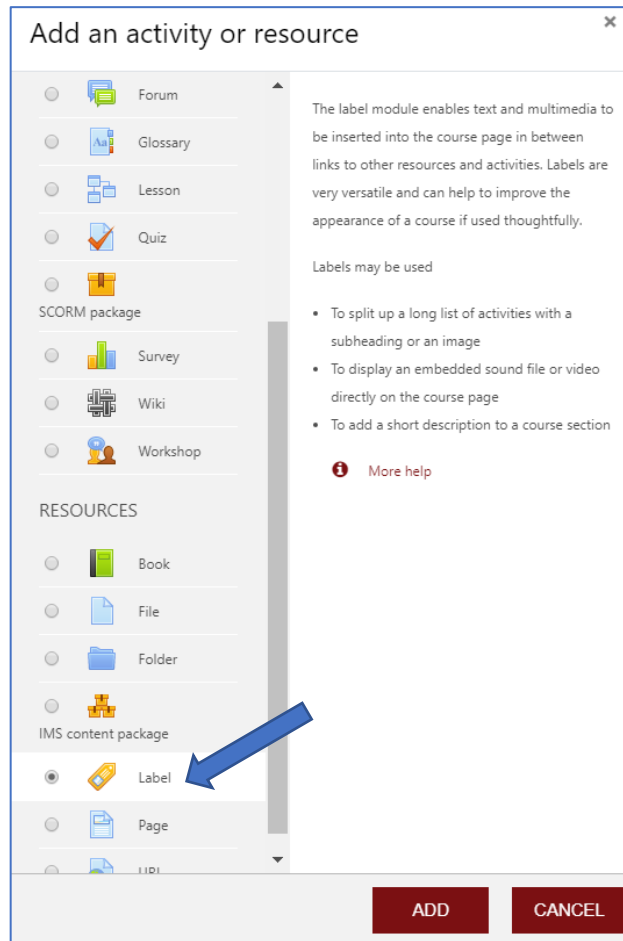 Add an activity or resource
×
Forum
Aa
Glossary
Lesson
Quiz
SCORM package
Survey
Wiki
Workshop
RESOURCES
Book
File
Folder
IMS content package
Label
Page
URL
The label module enables text and multimedia to
be inserted into the course page in between
links to other resources and activities. Labels are
very versatile and can help to improve the
appearance of a course if used thoughtfully.
Labels may be used
• To split up a long list of activities with a
subheading or an image
• To display an embedded sound file or video
directly on the course page
• To add a short description to a course section
More help
ADD
CANCEL